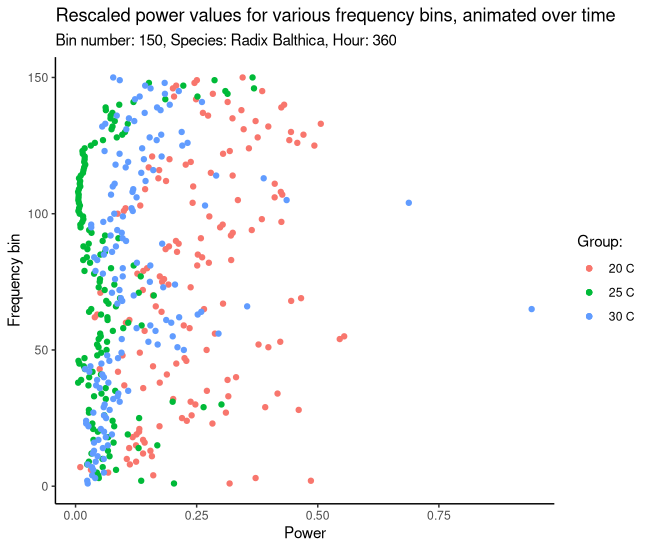 Rescaled power values for various frequency bins, animated over time
Bin number: 150, Species: Radix Balthica, Hour: 360
150
100
50
0
Frequency bin
0.00
0.25
0.50
0.75
Power
Group:
20 C
25 C
30 C